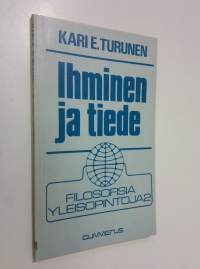 KARI E. TURUNEN
Ihminen
ja tiede
FILOSOFISIA
YLEISOPINTOJA 2
GUMMERUS